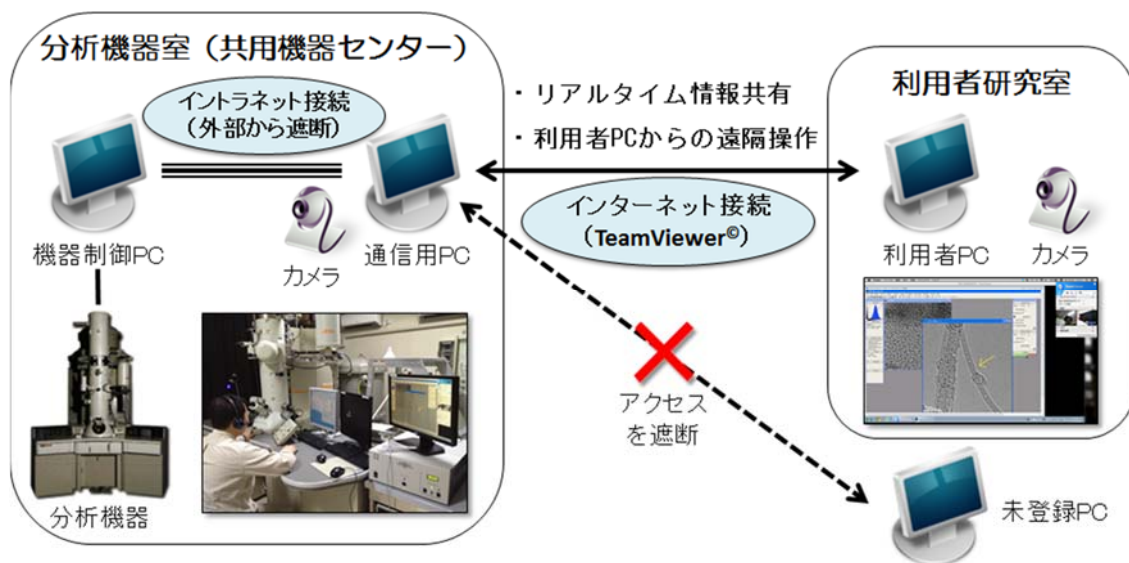 分析機器室（共用機器センター）
イントラネット接続
（外部から遮断）
機器制御PC
カメラ
通信用PC
分析機器
・リアルタイム情報共有
・利用者PCからの遠隔操作
インターネット接続
（TeamViewer©）
アクセス
を遮断
利用者研究室
利用者PC
カメラ
未登録PC